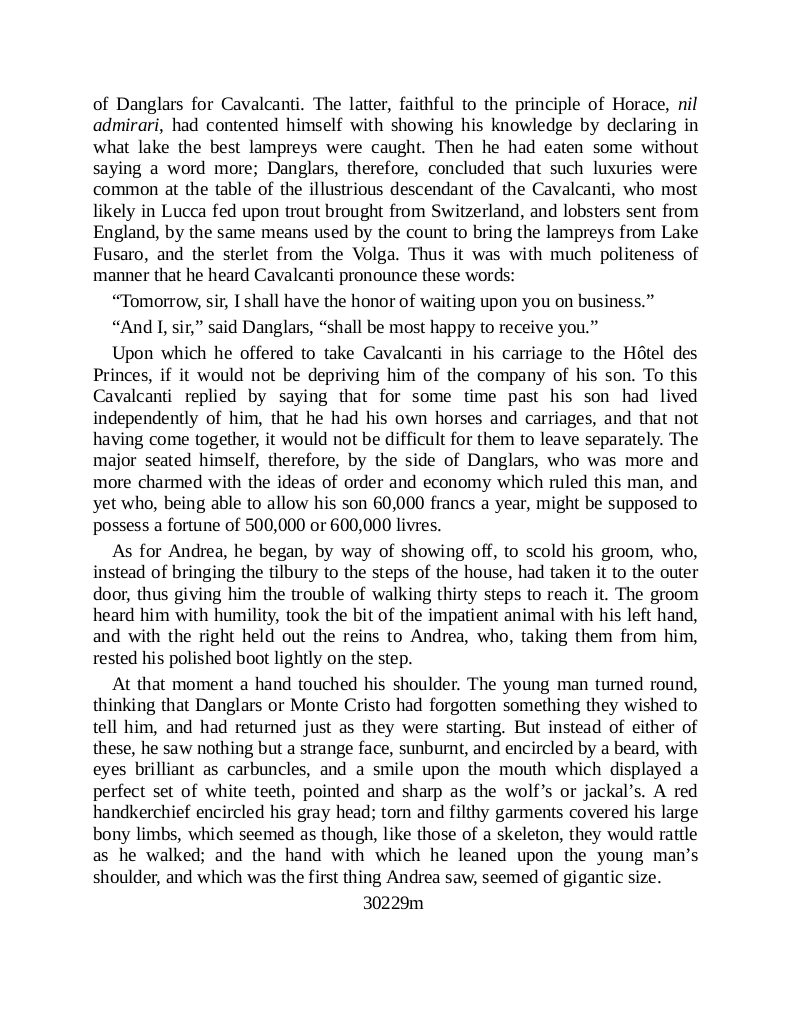 of Danglars for Cavalcanti. The latter, faithful to the principle of Horace, nil
admirari, had contented himself with showing his knowledge by declaring in
what lake the best lampreys were caught. Then he had eaten some without
saying a word more; Danglars, therefore, concluded that such luxuries were
common at the table of the illustrious descendant of the Cavalcanti, who most
likely in Lucca fed upon trout brought from Switzerland, and lobsters sent from
England, by the same means used by the count to bring the lampreys from Lake
Fusaro, and the sterlet from the Volga. Thus it was with much politeness of
manner that he heard Cavalcanti pronounce these words:
“Tomorrow, sir, I shall have the honor of waiting upon you on business.”
“And I, sir,” said Danglars, “shall be most happy to receive you.”
Upon which he offered to take Cavalcanti in his carriage to the Hôtel des
Princes, if it would not be depriving him of the company of his son. To this
Cavalcanti replied by saying that for some time past his son had lived
independently of him, that he had his own horses and carriages, and that not
having come together, it would not be difficult for them to leave separately. The
major seated himself, therefore, by the side of Danglars, who was more and
more charmed with the ideas of order and economy which ruled this man, and
yet who, being able to allow his son 60,000 francs a year, might be supposed to
possess a fortune of 500,000 or 600,000 livres.
As for Andrea, he began, by way of showing off, to scold his groom, who,
instead of bringing the tilbury to the steps of the house, had taken it to the outer
door, thus giving him the trouble of walking thirty steps to reach it. The groom
heard him with humility, took the bit of the impatient animal with his left hand,
and with the right held out the reins to Andrea, who, taking them from him,
rested his polished boot lightly on the step.
At that moment a hand touched his shoulder. The young man turned round,
thinking that Danglars or Monte Cristo had forgotten something they wished to
tell him, and had returned just as they were starting. But instead of either of
these, he saw nothing but a strange face, sunburnt, and encircled by a beard, with
eyes brilliant as carbuncles, and a smile upon the mouth which displayed a
perfect set of white teeth, pointed and sharp as the wolf’s or jackal’s. A red
handkerchief encircled his gray head; torn and filthy garments covered his large
bony limbs, which seemed as though, like those of a skeleton, they would rattle
as he walked; and the hand with which he leaned upon the young man’s
shoulder, and which was the first thing Andrea saw, seemed of gigantic size.
30229m